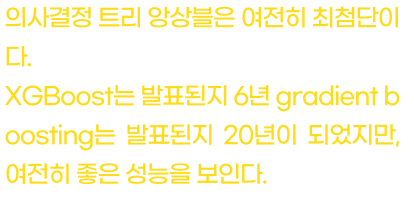 의사결정 트리 앙상블은 여전히 최첨단이
다.
XGBoost는 발표된지 6년 gradient b
oosting는 발표된지 20년이 되었지만,
여전히 좋은 성능을 보인다.